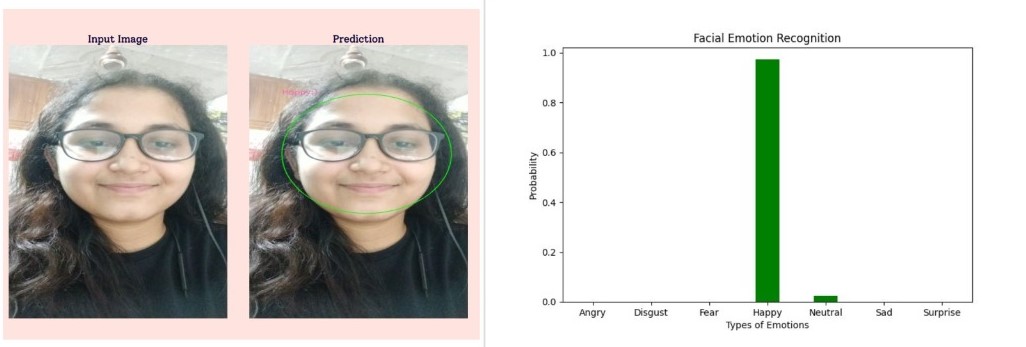 Input Image
Prediction
Happy
Facial Emotion Recognition
1.0
0.8
0.6
0.4
0.2
0.0
Probability
Angry Disgust Fear Happy Neutral Sad Surprise
Types of Emotions